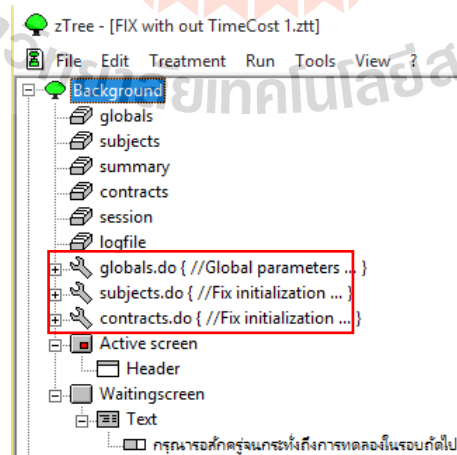 zTree - [FIX with out TimeCost 1.ztt]
File Edit Treatment Run Tools View ?
Background
globals
subjects
summary
contracts
session
logfile
globals.do { //Global parameters ... }
subjects.do { //Fix initialization ... }
contracts.do { //Fix initialization ... }
Active screen
Header
Waitingscreen
Text
กรุณารอสักครู่จนกระทั่งถึงการทดลองในรอบถัดไป